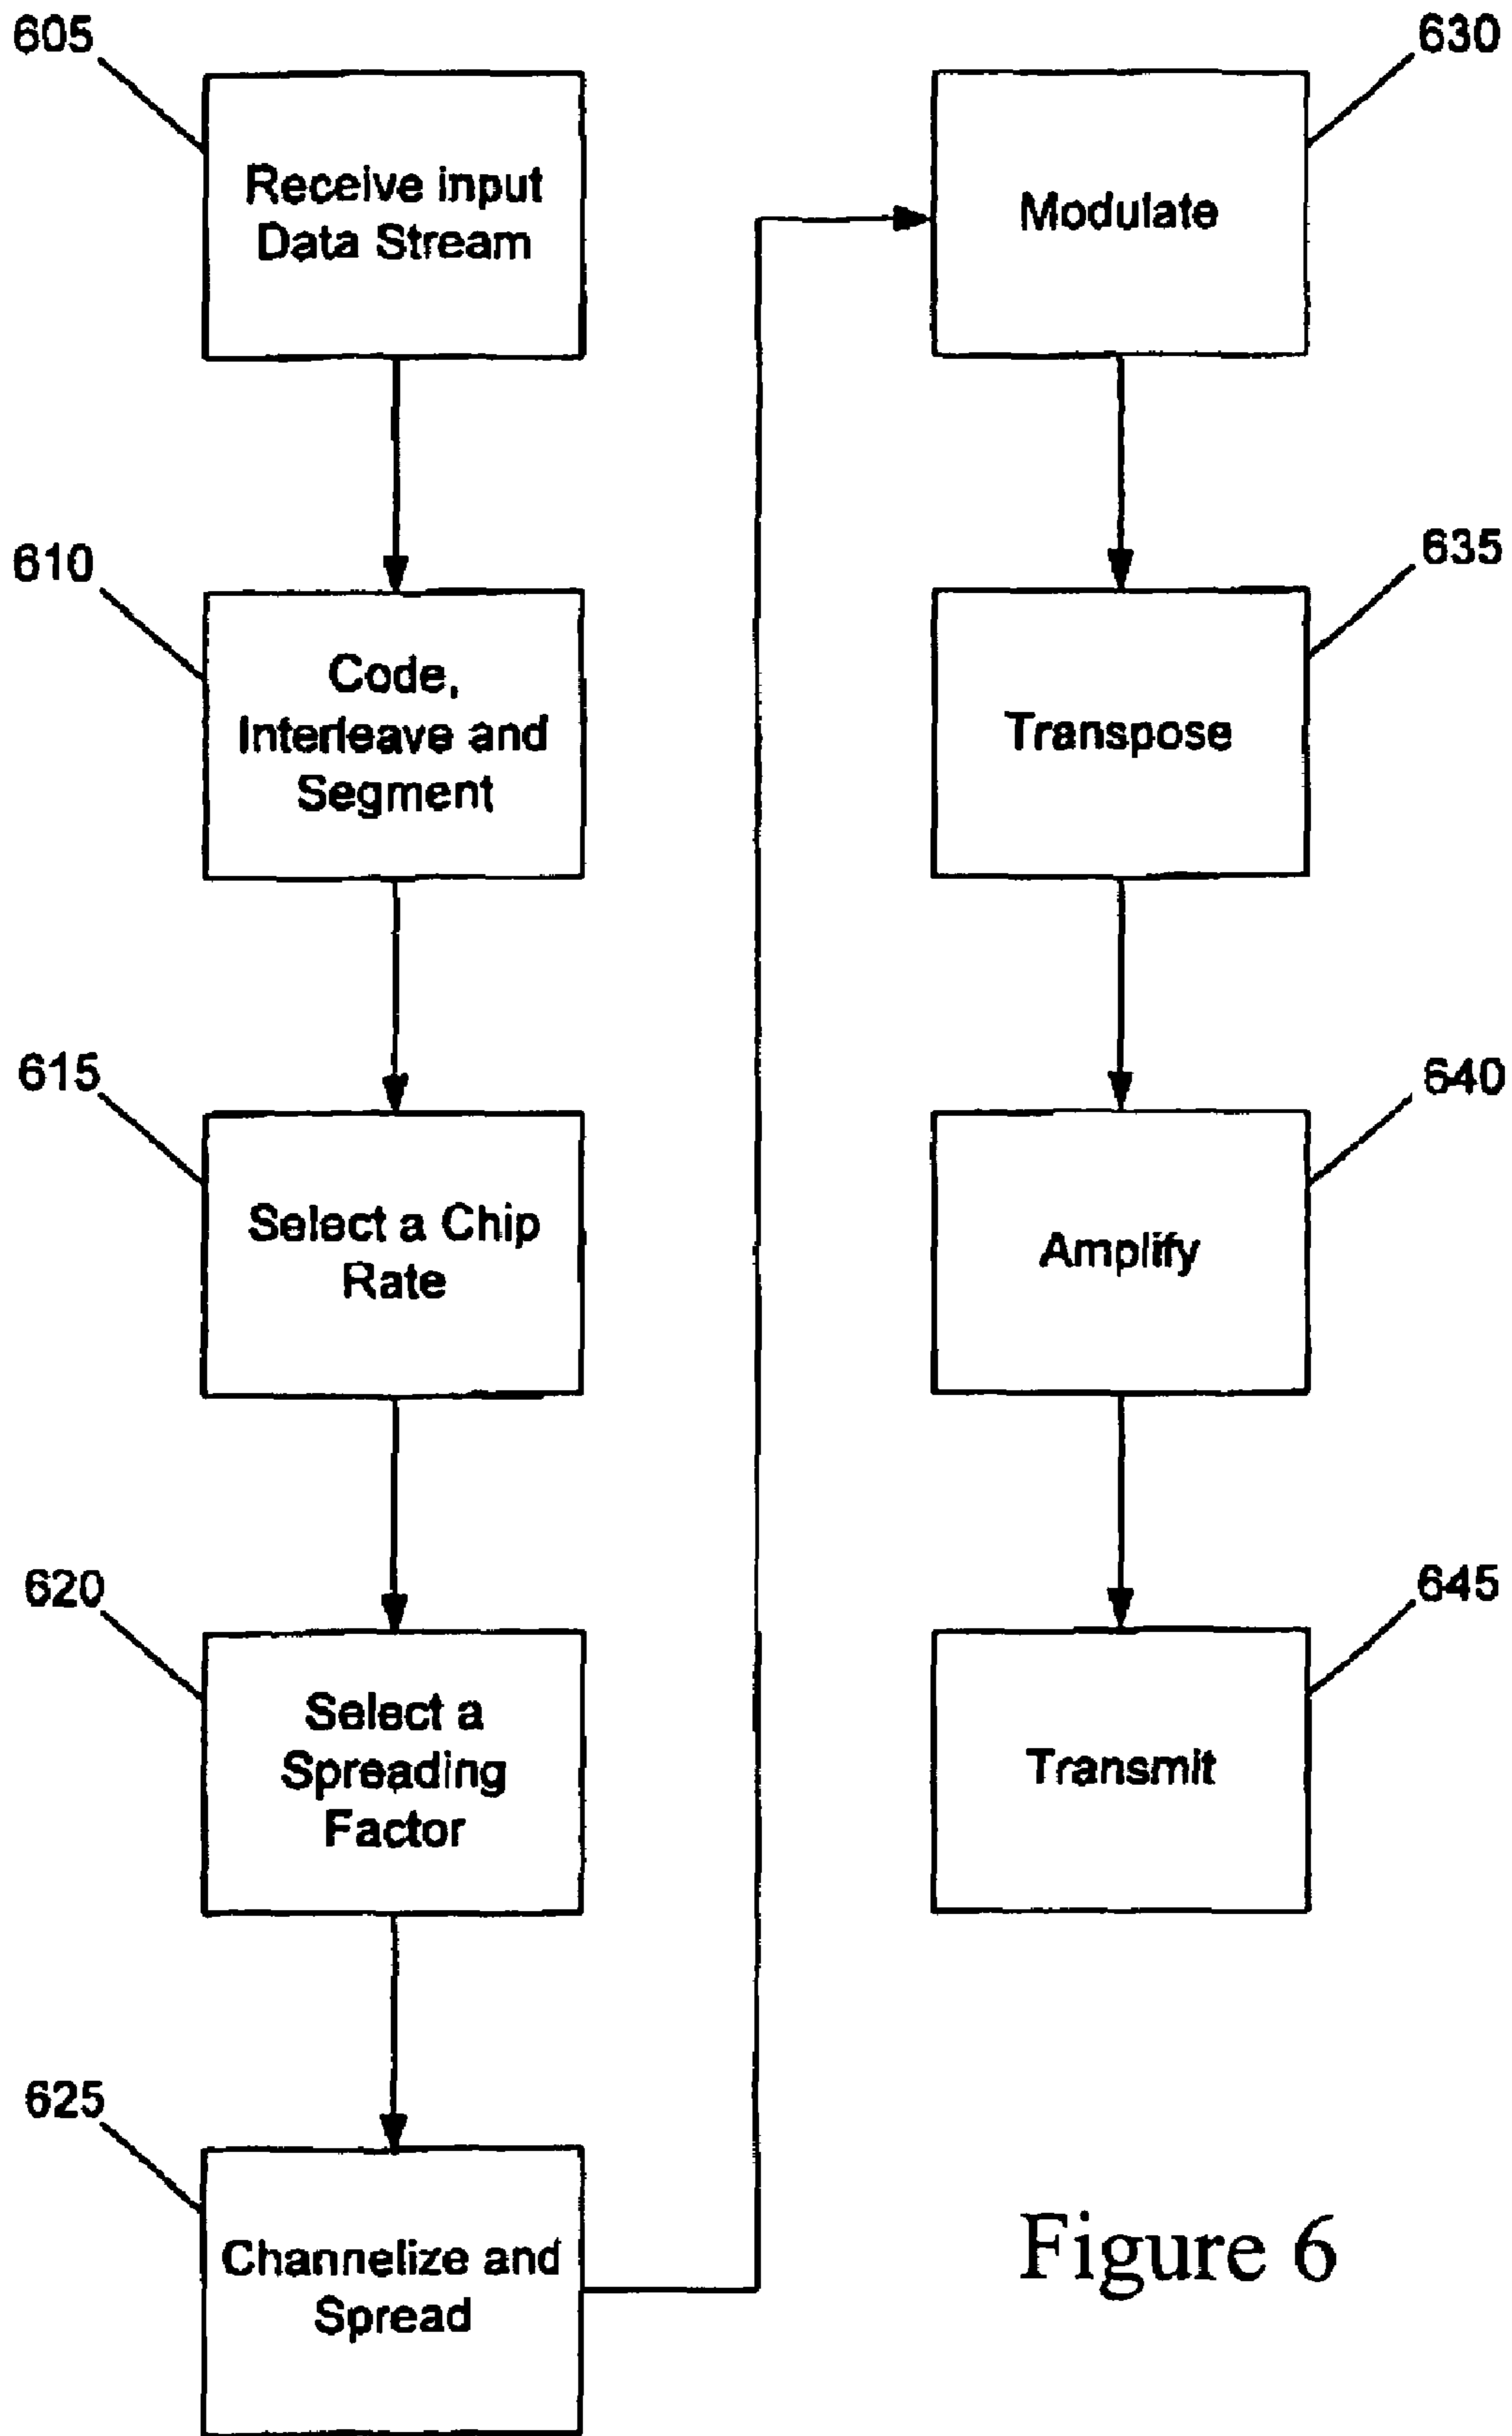 605
Receive input
Data Stream
610
Code,
Interleave and
Segment
615
Select a Chip
Rate
620
Select a
Spreading
Factor
625
Channelize and
Spread
630
Modulate
635
Transpose
640
Amplify
645
Transmit
Figure 6